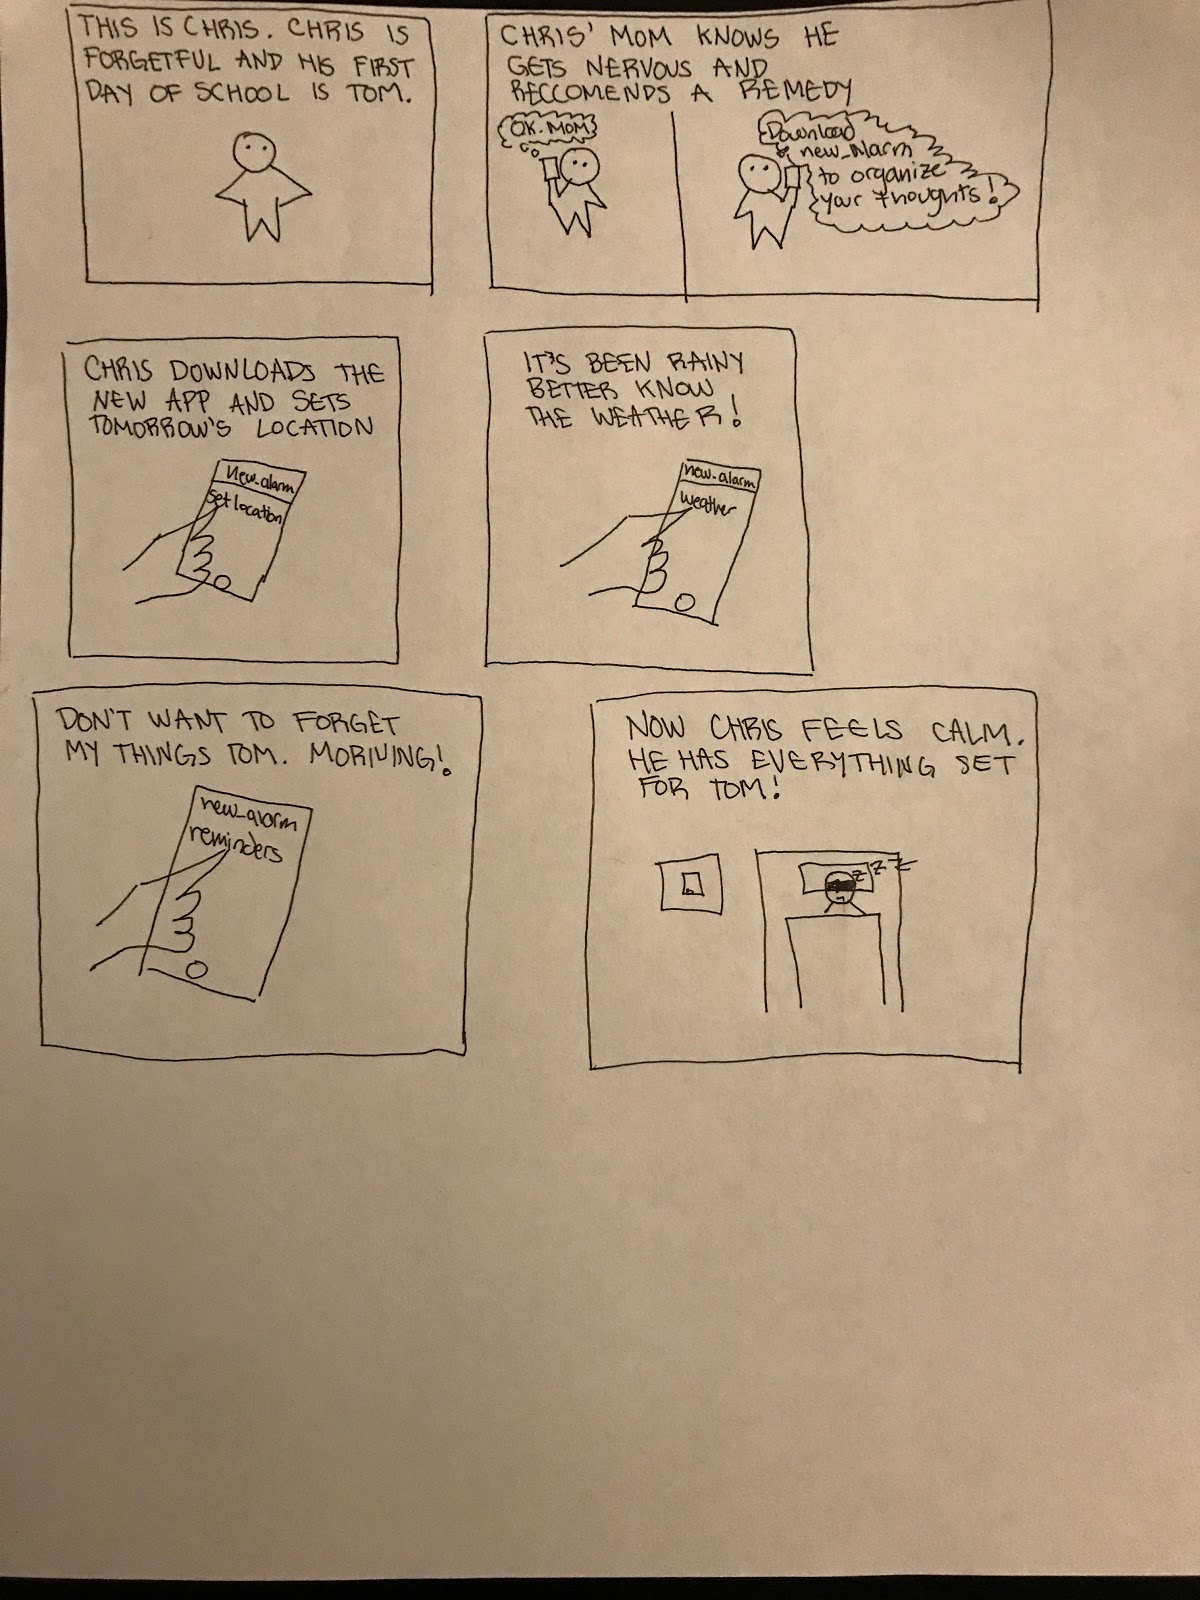 THIS IS CHRIS. CHRIS IS
FORGETFUL AND HIS FIRST
DAY OF SCHOOL IS TOM.
CHRIS' MOM KNOWS HE
GETS NERVOUS AND
RECCOMENDS A REMEDY
OK. MOM
Download
new_alarm
to organize
your thoughts!
CHRIS DOWNLOADS THE
NEW APP AND SETS
TOMORROW'S LOCATION
New_alarm
Set location
IT'S BEEN RAINY
BETTER KNOW
THE WEATHER!
new_alarm
weather
DON'T WANT TO FORGET
MY THINGS TOM. MORNING!
new_alarm
reminders
NOW CHRIS FEELS CALM.
HE HAS EVERYTHING SET
FOR TOM!
z z z